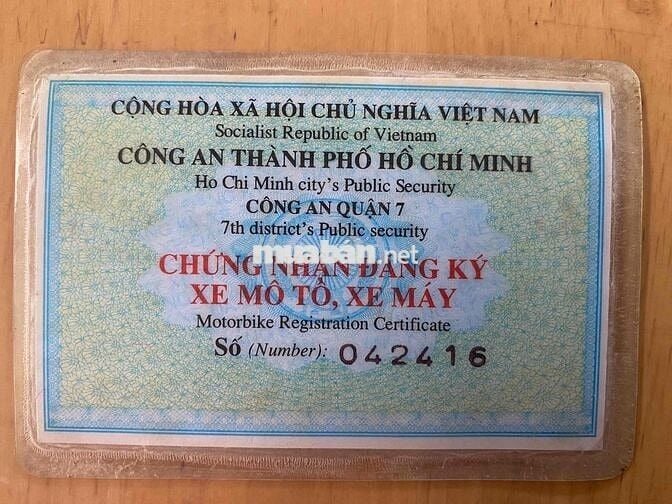 CỘNG HÒA XÃ HỘI CHỦ NGHĨA VIỆT NAM
Socialist Republic of Vietnam
CÔNG AN THÀNH PHỐ HỒ CHÍ MINH
Ho Chi Minh city's Public Security
CÔNG AN QUẬN 7
7th district's Public security
muaban.net
CHỨNG NHẬN ĐĂNG KÝ
XE MÔ TÔ, XE MÁY
Motorbike Registration Certificate
Số (Number): 042416